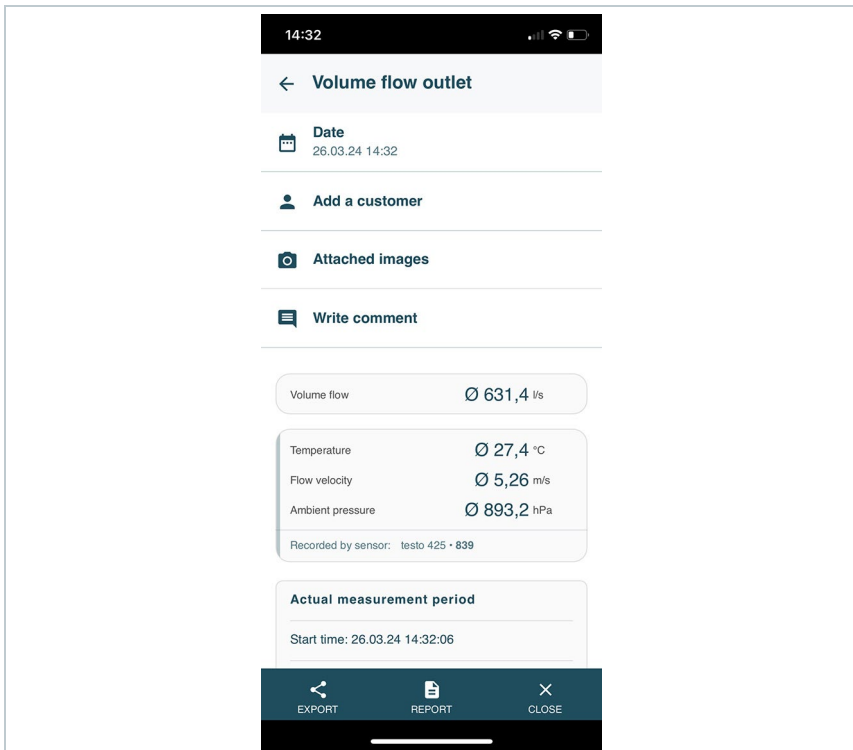 14:32
Volume flow outlet
Date
26.03.24 14:32
Add a customer
Attached images
Write comment
Volume flow Ø 631,4 l/s
Temperature Ø 27,4 °C
Flow velocity Ø 5,26 m/s
Ambient pressure Ø 893,2 hPa
Recorded by sensor: testo 425 • 839
Actual measurement period
Start time: 26.03.24 14:32:06
EXPORT REPORT CLOSE